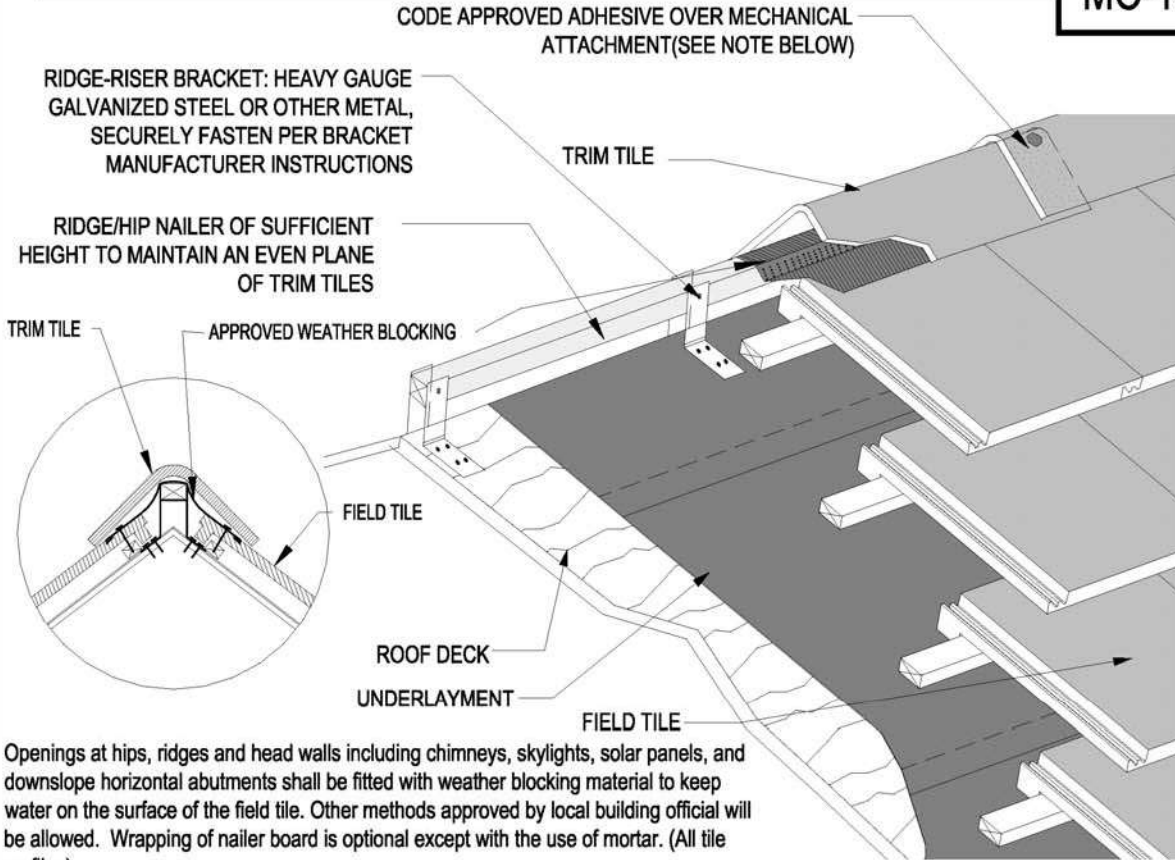 MC-1
CODE APPROVED ADHESIVE OVER MECHANICAL
ATTACHMENT(SEE NOTE BELOW)
RIDGE-RISER BRACKET: HEAVY GAUGE
GALVANIZED STEEL OR OTHER METAL,
SECURELY FASTEN PER BRACKET
MANUFACTURER INSTRUCTIONS
TRIM TILE
RIDGE/HIP NAILER OF SUFFICIENT
HEIGHT TO MAINTAIN AN EVEN PLANE
OF TRIM TILES
TRIM TILE
APPROVED WEATHER BLOCKING
FIELD TILE
ROOF DECK
UNDERLAYMENT
FIELD TILE
Openings at hips, ridges and head walls including chimneys, skylights, solar panels, and
downslope horizontal abutments shall be fitted with weather blocking material to keep
water on the surface of the field tile. Other methods approved by local building official will
be allowed. Wrapping of nailer board is optional except with the use of mortar. (All tile